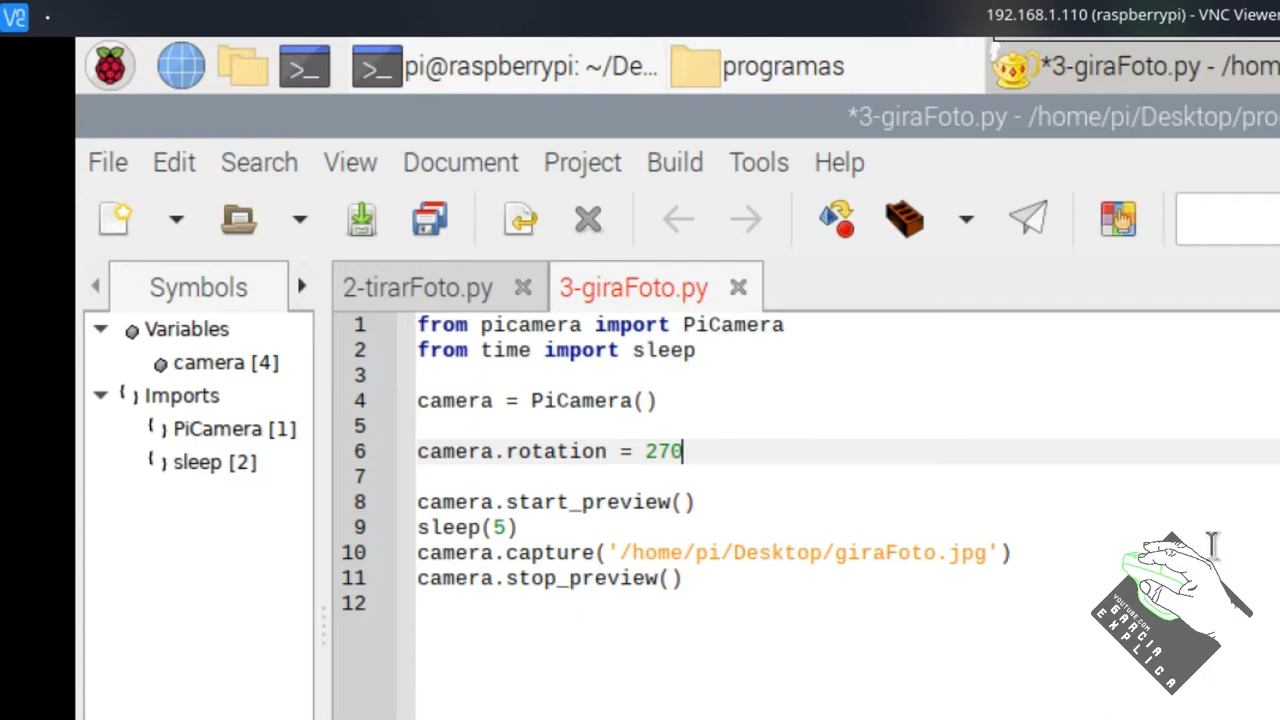 192.168.1.110 (raspberrypi) - VNC Viewer
pi@raspberrypi: ~/De...
programas
*3-giraFoto.py - /hom
*3-giraFoto.py - /home/pi/Desktop/pro
File Edit Search View Document Project Build Tools Help
Symbols
2-tirarFoto.py
3-giraFoto.py
Variables
camera [4]
Imports
PiCamera [1]
sleep [2]
1 from picamera import PiCamera
2 from time import sleep
3
4 camera = PiCamera()
5
6 camera.rotation = 270
7
8 camera.start_preview()
9 sleep(5)
10 camera.capture('/home/pi/Desktop/giraFoto.jpg')
11 camera.stop_preview()
12
YOUTUBE.COM
GARCIA
EXPLICA